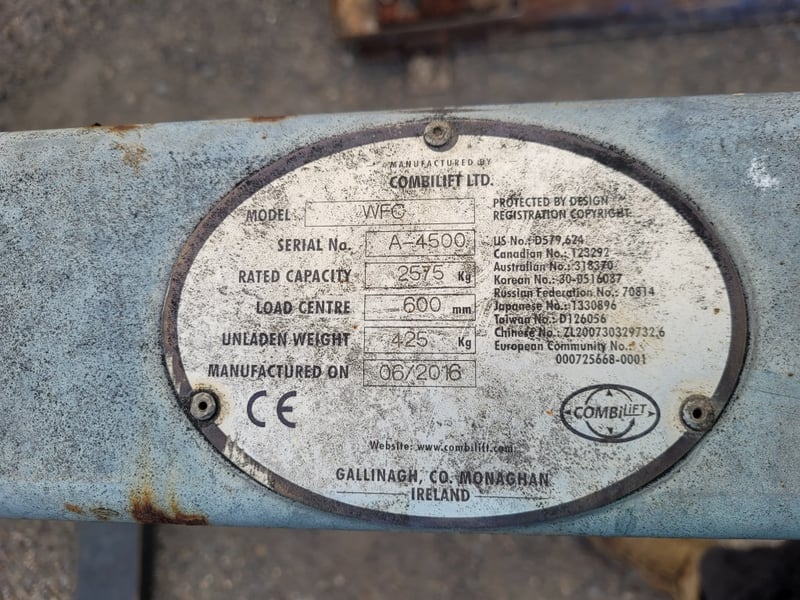 MANUFACTURED BY
COMBILIFT LTD.
MODEL WFC
SERIAL No. A-4500
RATED CAPACITY 2575 Kg
LOAD CENTRE 600 mm
UNLADEN WEIGHT 425 Kg
MANUFACTURED ON 06/2016
CE
PROTECTED BY DESIGN
REGISTRATION COPYRIGHT.
US No.: D579,624
Canadian No.: 123292
Australian No.: 318370
Korean No.: 30-0516087
Russian Federation No.: 70814
Japanese No.: 1330896
Taiwan No.: D126056
Chinese No.: ZL200730329732,6
European Community No.:
000725668-0001
COMBiLiFT
Website: www.combilift.com
GALLINAGH, CO. MONAGHAN
IRELAND